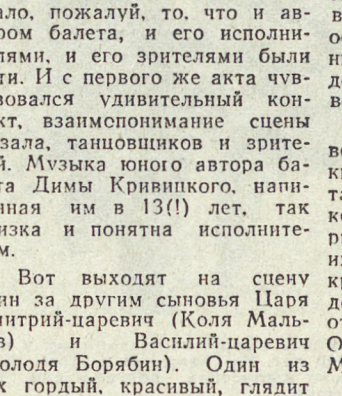 ало, пожалуй, то, что и ав-
ром балета, и его исполни-
лями, и его зрителями были
ти. И с первого же акта чув-
вовался удивительный кон-
кт, взаимопонимание сцены
зала, танцовщиков и зрите-
й. Музыка юного автора ба-
та Димы Кривицкого, напи-
нная им в 13(!) лет, так
изка и понятна исполните-
м.
Вот выходят на сцену
ин за другим сыновья Царя
митрий-царевич (Коля Маль-
в) и Василий-царевич
олодя Борябин). Один из
х гордый, красивый, глядит